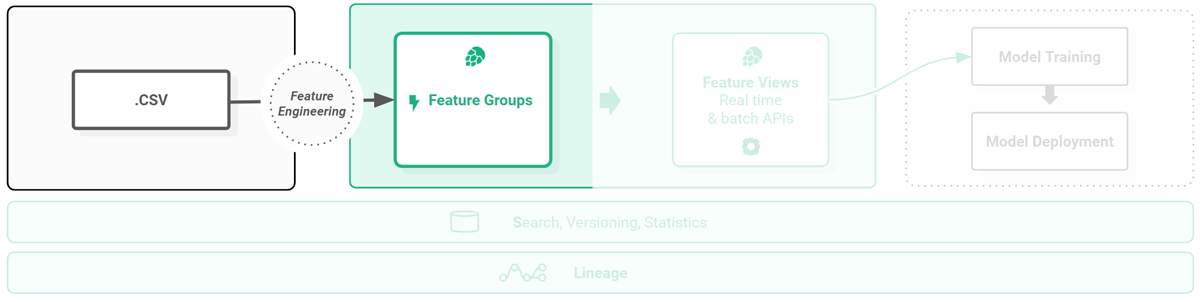 .CSV
Feature
Engineering
Feature Groups
Feature Views
Real time
& batch APIs
Model Training
Model Deployment
Search, Versioning, Statistics
Lineage